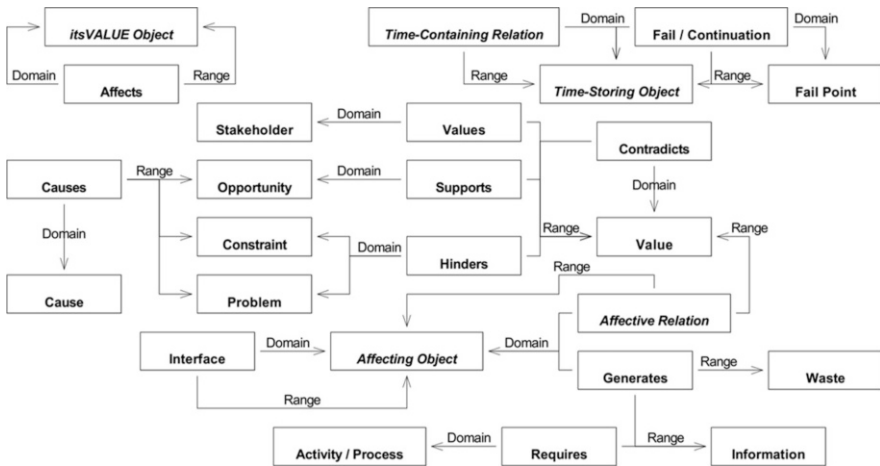 itsVALUE Object
Time-Containing Relation
Domain
Fail / Continuation
Domain
Domain
Range
Affects
Range
Time-Storing Object
Range
Fail Point
Stakeholder
Domain
Values
Contradicts
Causes
Range
Opportunity
Domain
Supports
Domain
Domain
Constraint
Domain
Hinders
Range
Value
Range
Range
Cause
Problem
Affective Relation
Interface
Domain
Affecting Object
Domain
Generates
Range
Waste
Range
Activity / Process
Domain
Requires
Range
Information